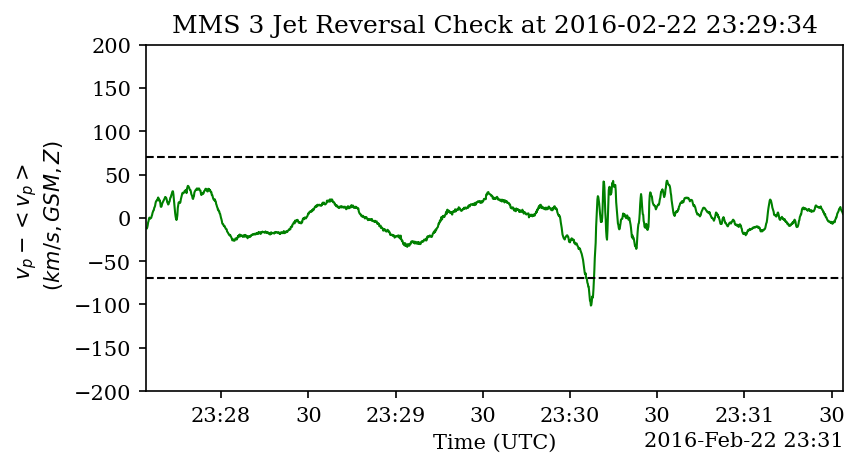 MMS 3 Jet Reversal Check at 2016-02-22 23:29:34
v_p − < v_p >
(km/s, GSM, Z)
200
150
100
50
0
−50
−100
−150
−200
23:28 30 23:29 30 23:30 30 23:31 30
Time (UTC)
2016-Feb-22 23:31